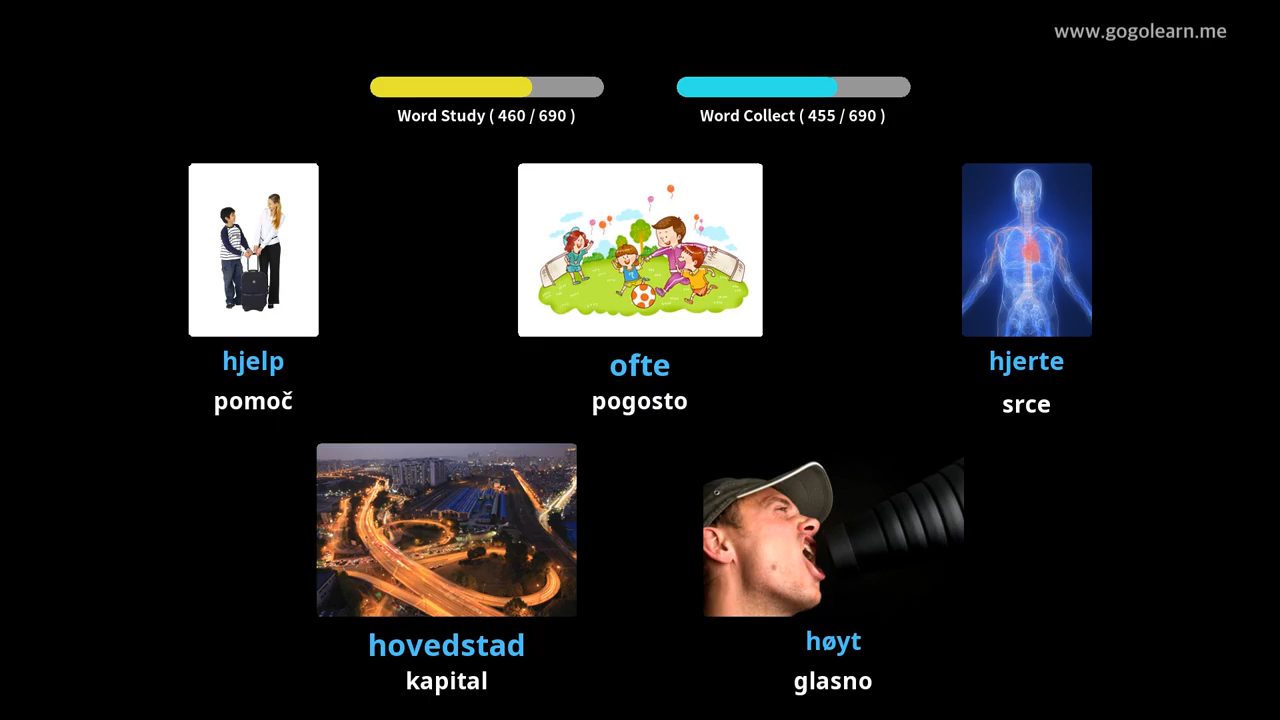 www.gogolearn.me
Word Study ( 460 / 690 )
Word Collect ( 455 / 690 )
hjelp
pomoč
ofte
pogosto
hjerte
srce
hovedstad
kapital
høyt
glasno